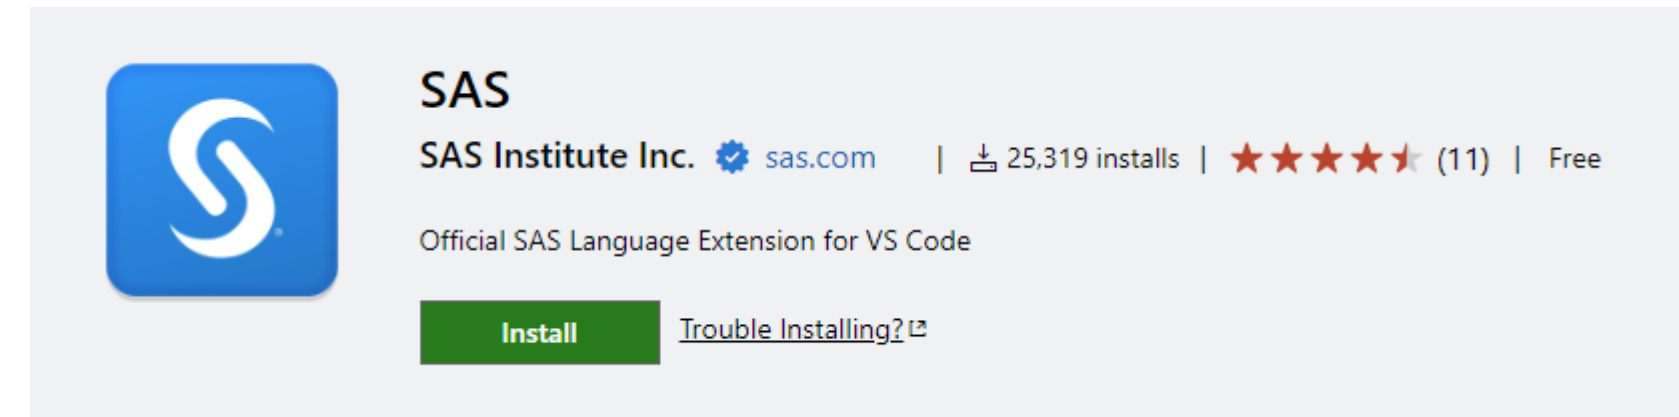 SAS
SAS Institute Inc. sas.com | 25,319 installs | (11) | Free
Official SAS Language Extension for VS Code
Install Trouble Installing?